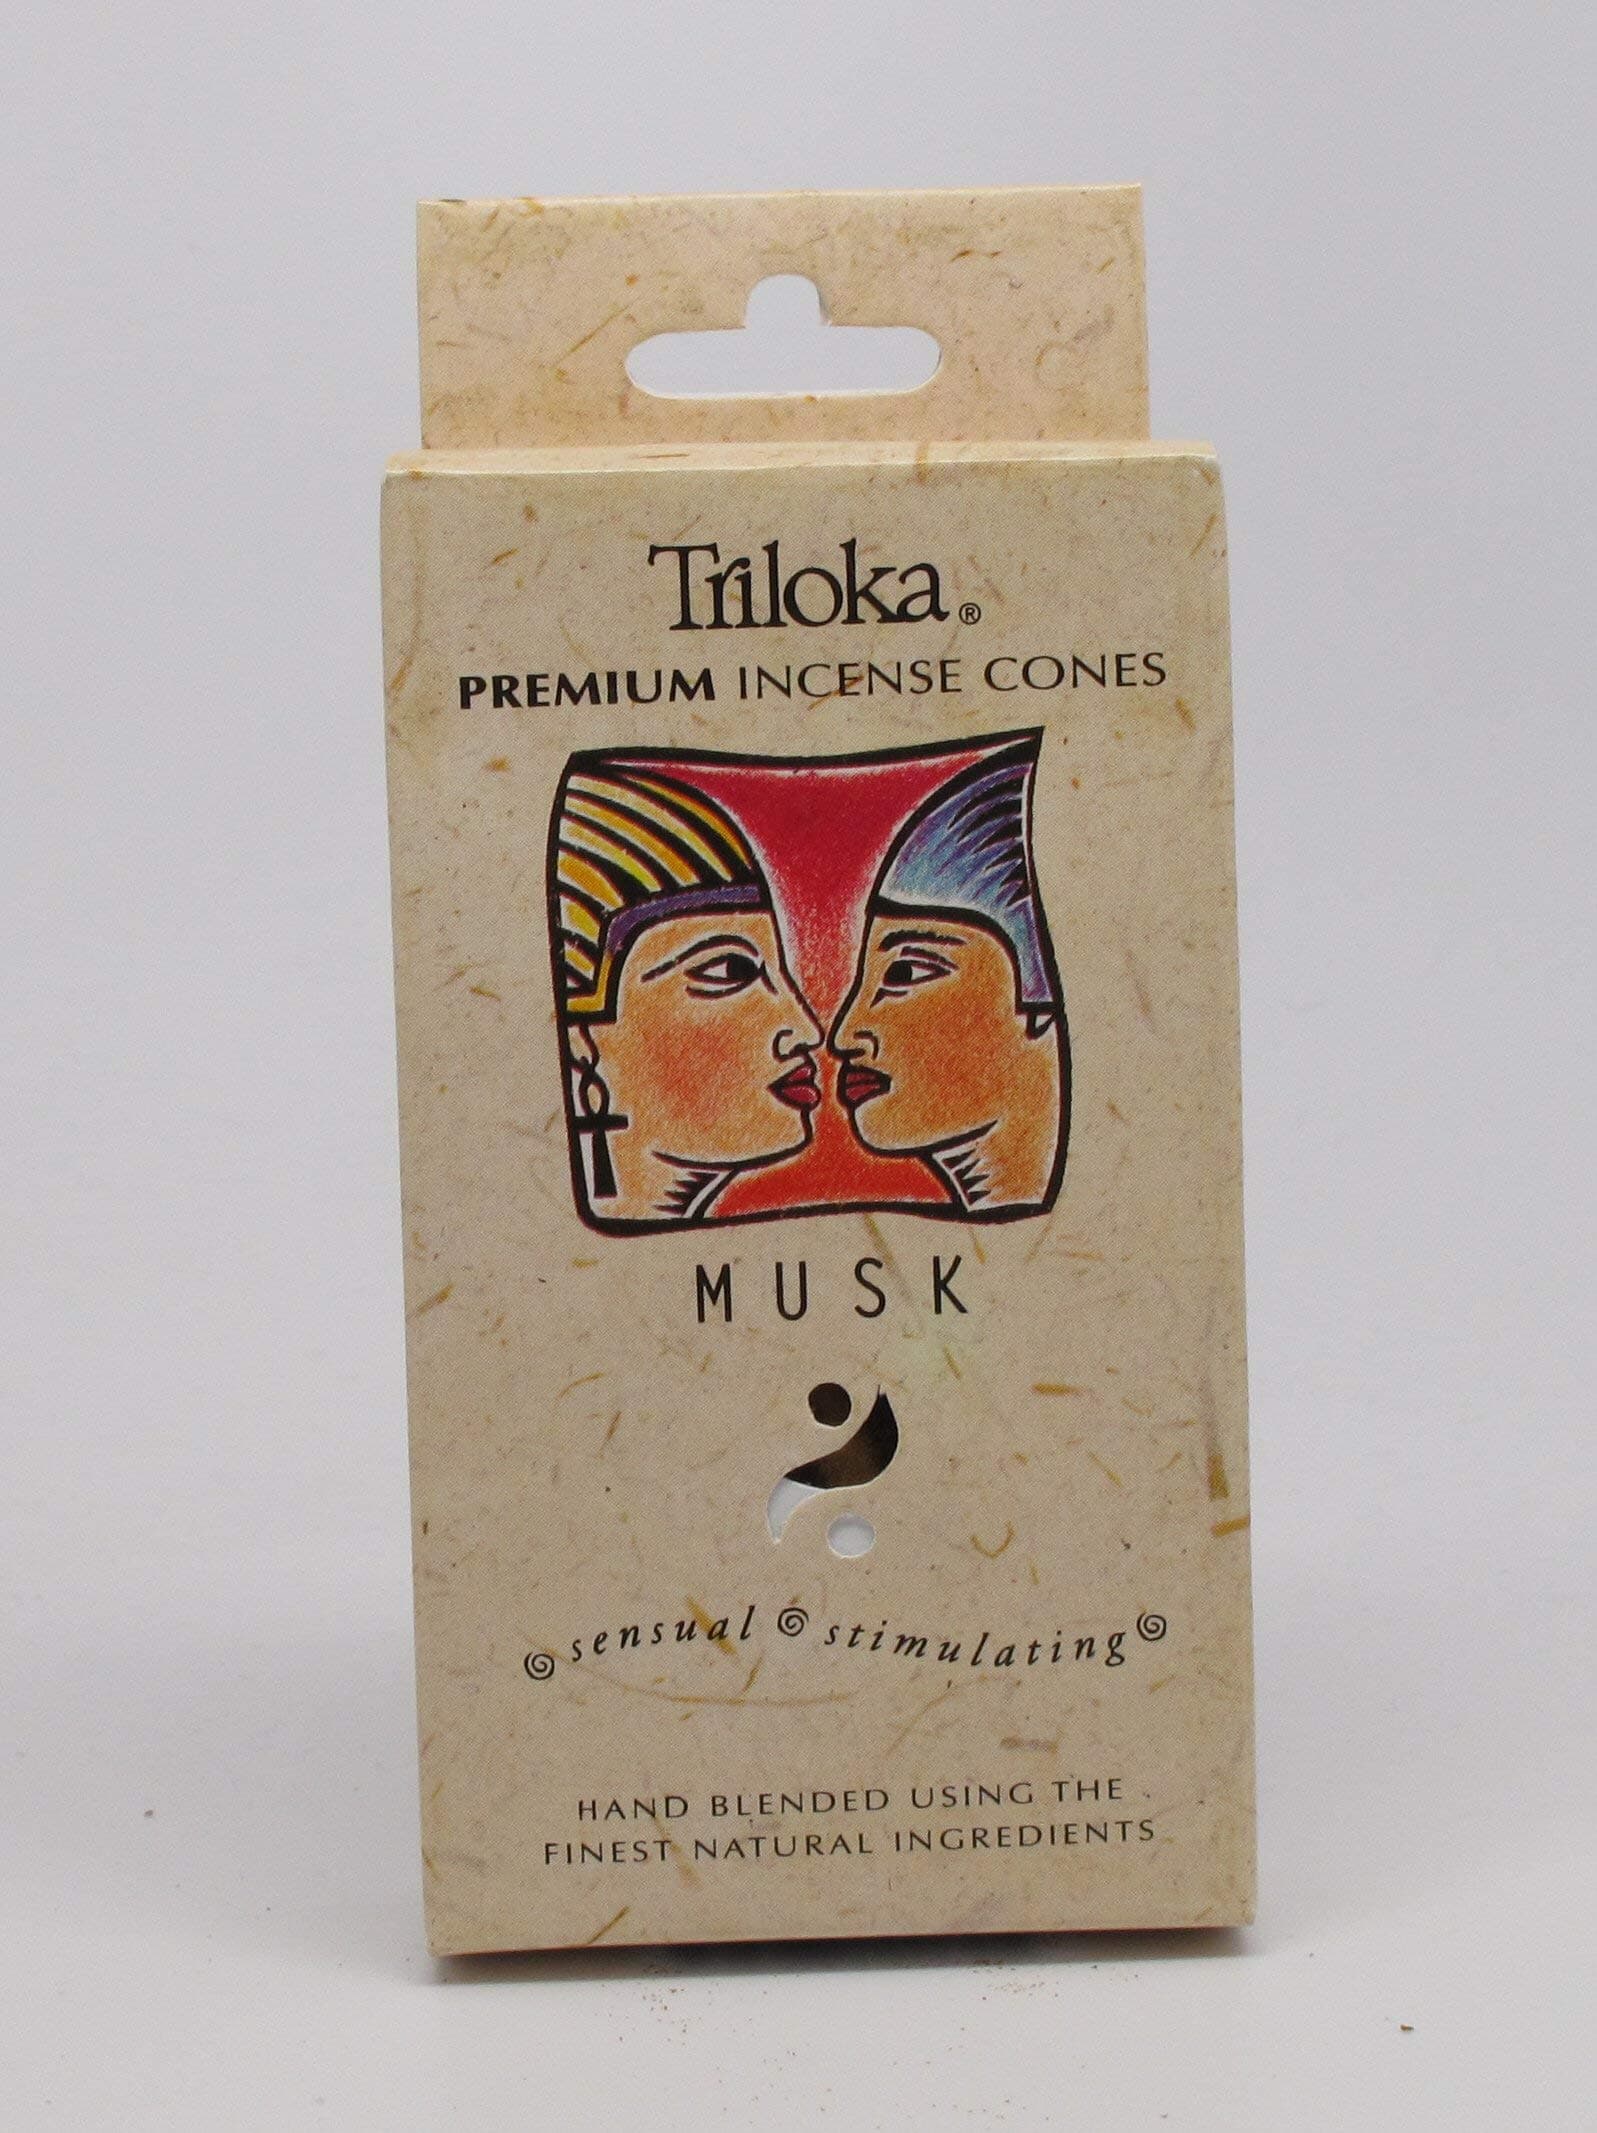 Triloka®
PREMIUM INCENSE CONES
MUSK
sensual stimulating
HAND BLENDED USING THE
FINEST NATURAL INGREDIENTS